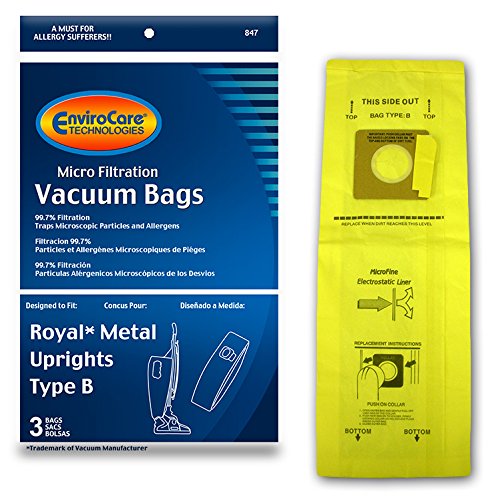 A MUST FOR
ALLERGY SUFFERERS!!
847
EnviroCare
TECHNOLOGIES
Micro Filtration
Vacuum Bags
99.7% Filtration
Traps Microscopic Particles and Allergens
Filtracion 99.7%
Particles et Allergènes Microscopiques de Pièges
99.7% Filtración
Particulas Alérgenicos Microscópicos de los Desvios
Designed to Fit: Concus Pour: Diseñado a Medida:
Royal* Metal
Uprights
Type B
3 BAGS
SACS
BOLSAS
*Trademark of Vacuum Manufacturer
THIS SIDE OUT
BAG TYPE: B
TOP TOP
REPLACE WHEN DIRT REACHES THIS LEVEL
MicroFine
Electrostatic Liner
REPLACEMENT INSTRUCTIONS
PUSH ON COLLAR
BOTTOM BOTTOM